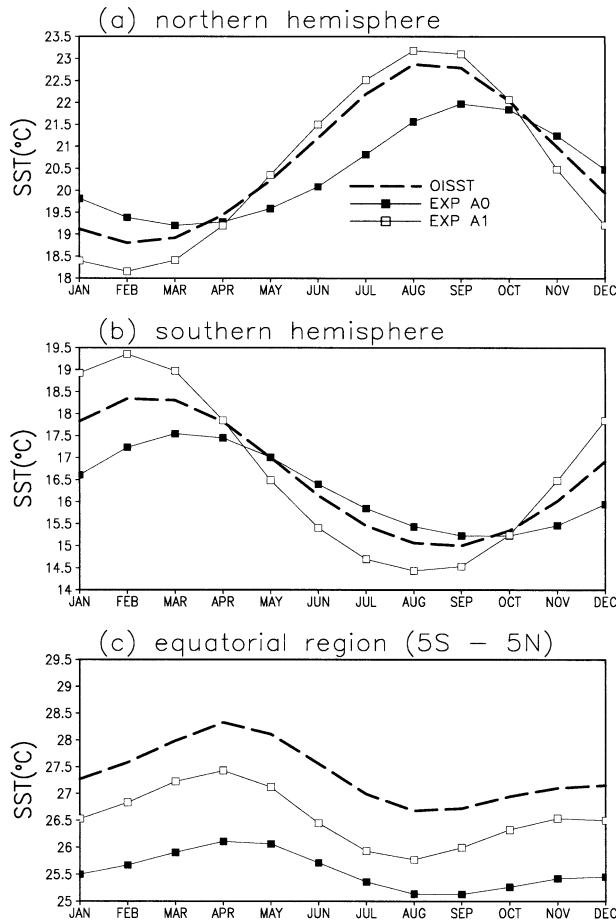 (a) northern hemisphere
SST(°C)
23.5
23
22.5
22
21.5
21
20.5
20
19.5
19
18.5
18
OISST
EXP A0
EXP A1
JAN FEB MAR APR MAY JUN JUL AUG SEP OCT NOV DEC
(b) southern hemisphere
SST(°C)
19.5
19
18.5
18
17.5
17
16.5
16
15.5
15
14.5
14
JAN FEB MAR APR MAY JUN JUL AUG SEP OCT NOV DEC
(c) equatorial region (5S – 5N)
SST(°C)
29.5
29
28.5
28
27.5
27
26.5
26
25.5
25
JAN FEB MAR APR MAY JUN JUL AUG SEP OCT NOV DEC